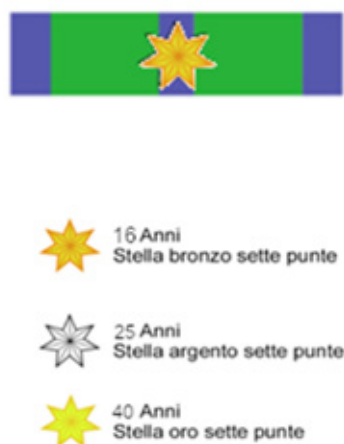 16 Anni
Stella bronzo sette punte
25 Anni
Stella argento sette punte
40 Anni
Stella oro sette punte